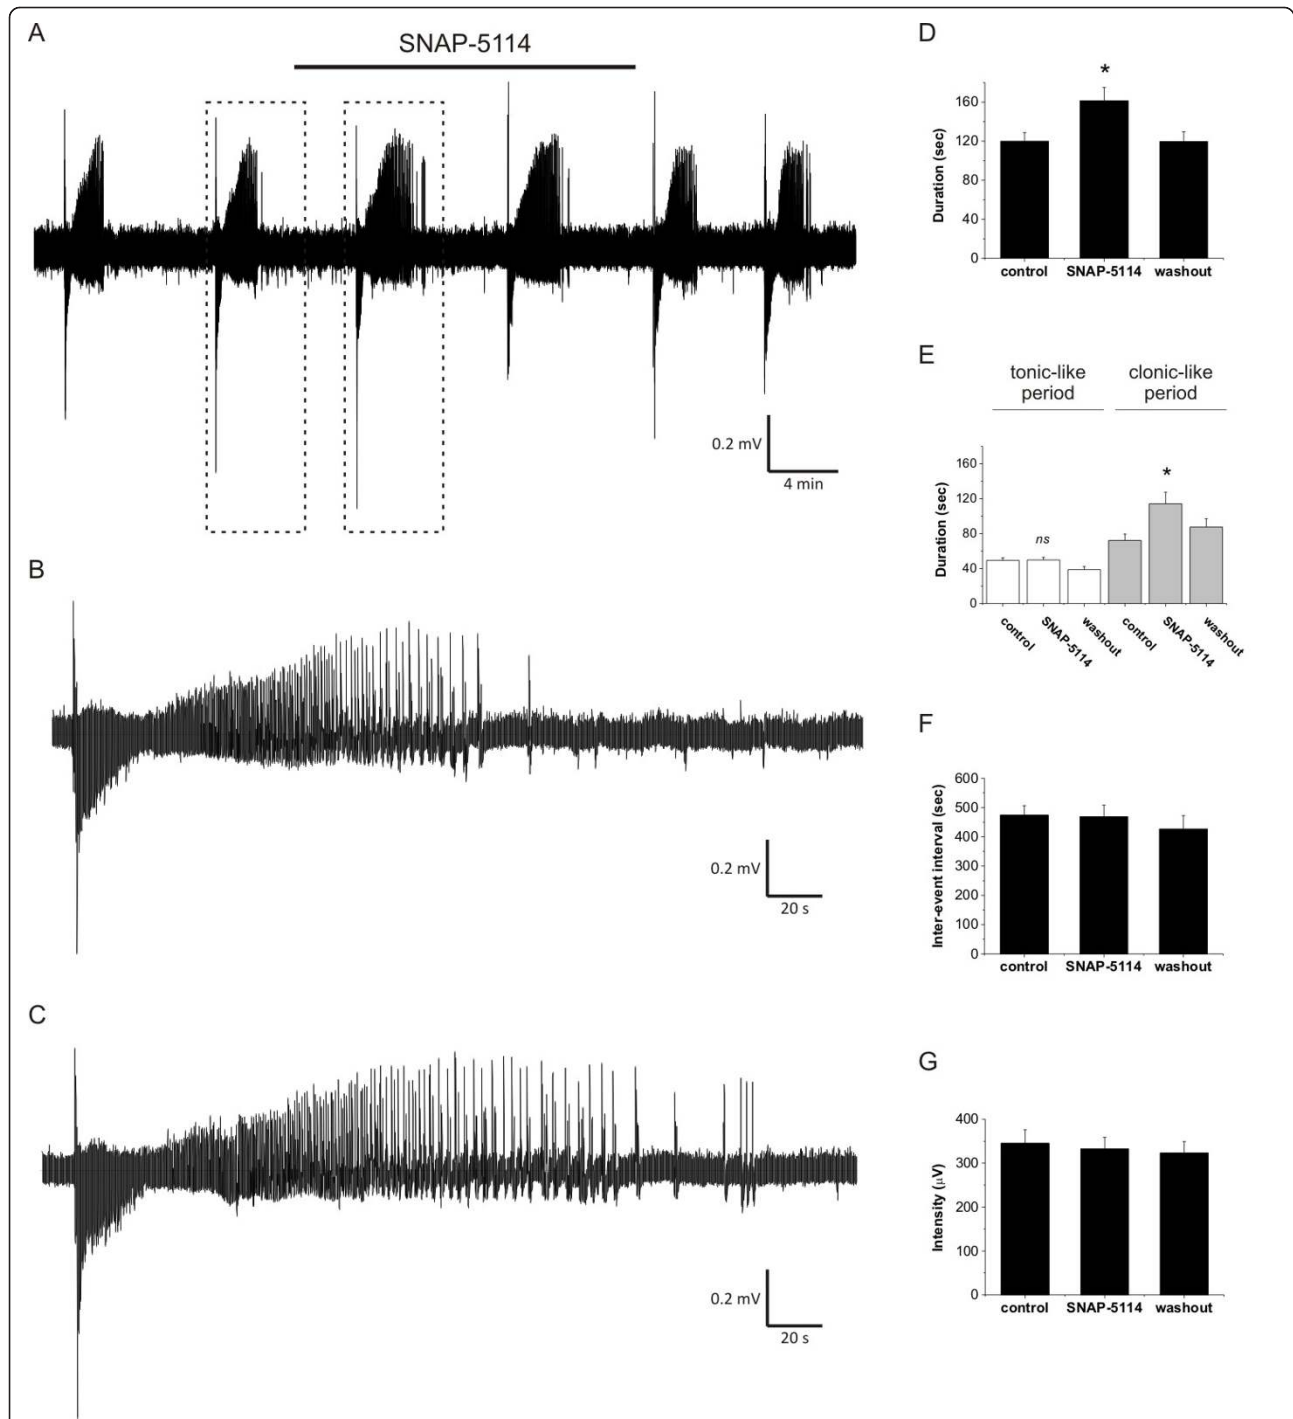 A
SNAP-5114
0.2 mV
4 min
B
0.2 mV
20 s
C
0.2 mV
20 s
D
*
Duration (sec)
160
120
80
40
0
control SNAP-5114 washout
E
tonic-like
period
clonic-like
period
Duration (sec)
160
120
80
40
0
ns
*
control
SNAP-5114
washout
control
SNAP-5114
washout
F
Inter-event interval (sec)
600
500
400
300
200
100
0
control SNAP-5114 washout
G
Intensity (µV)
400
300
200
100
0
control SNAP-5114 washout